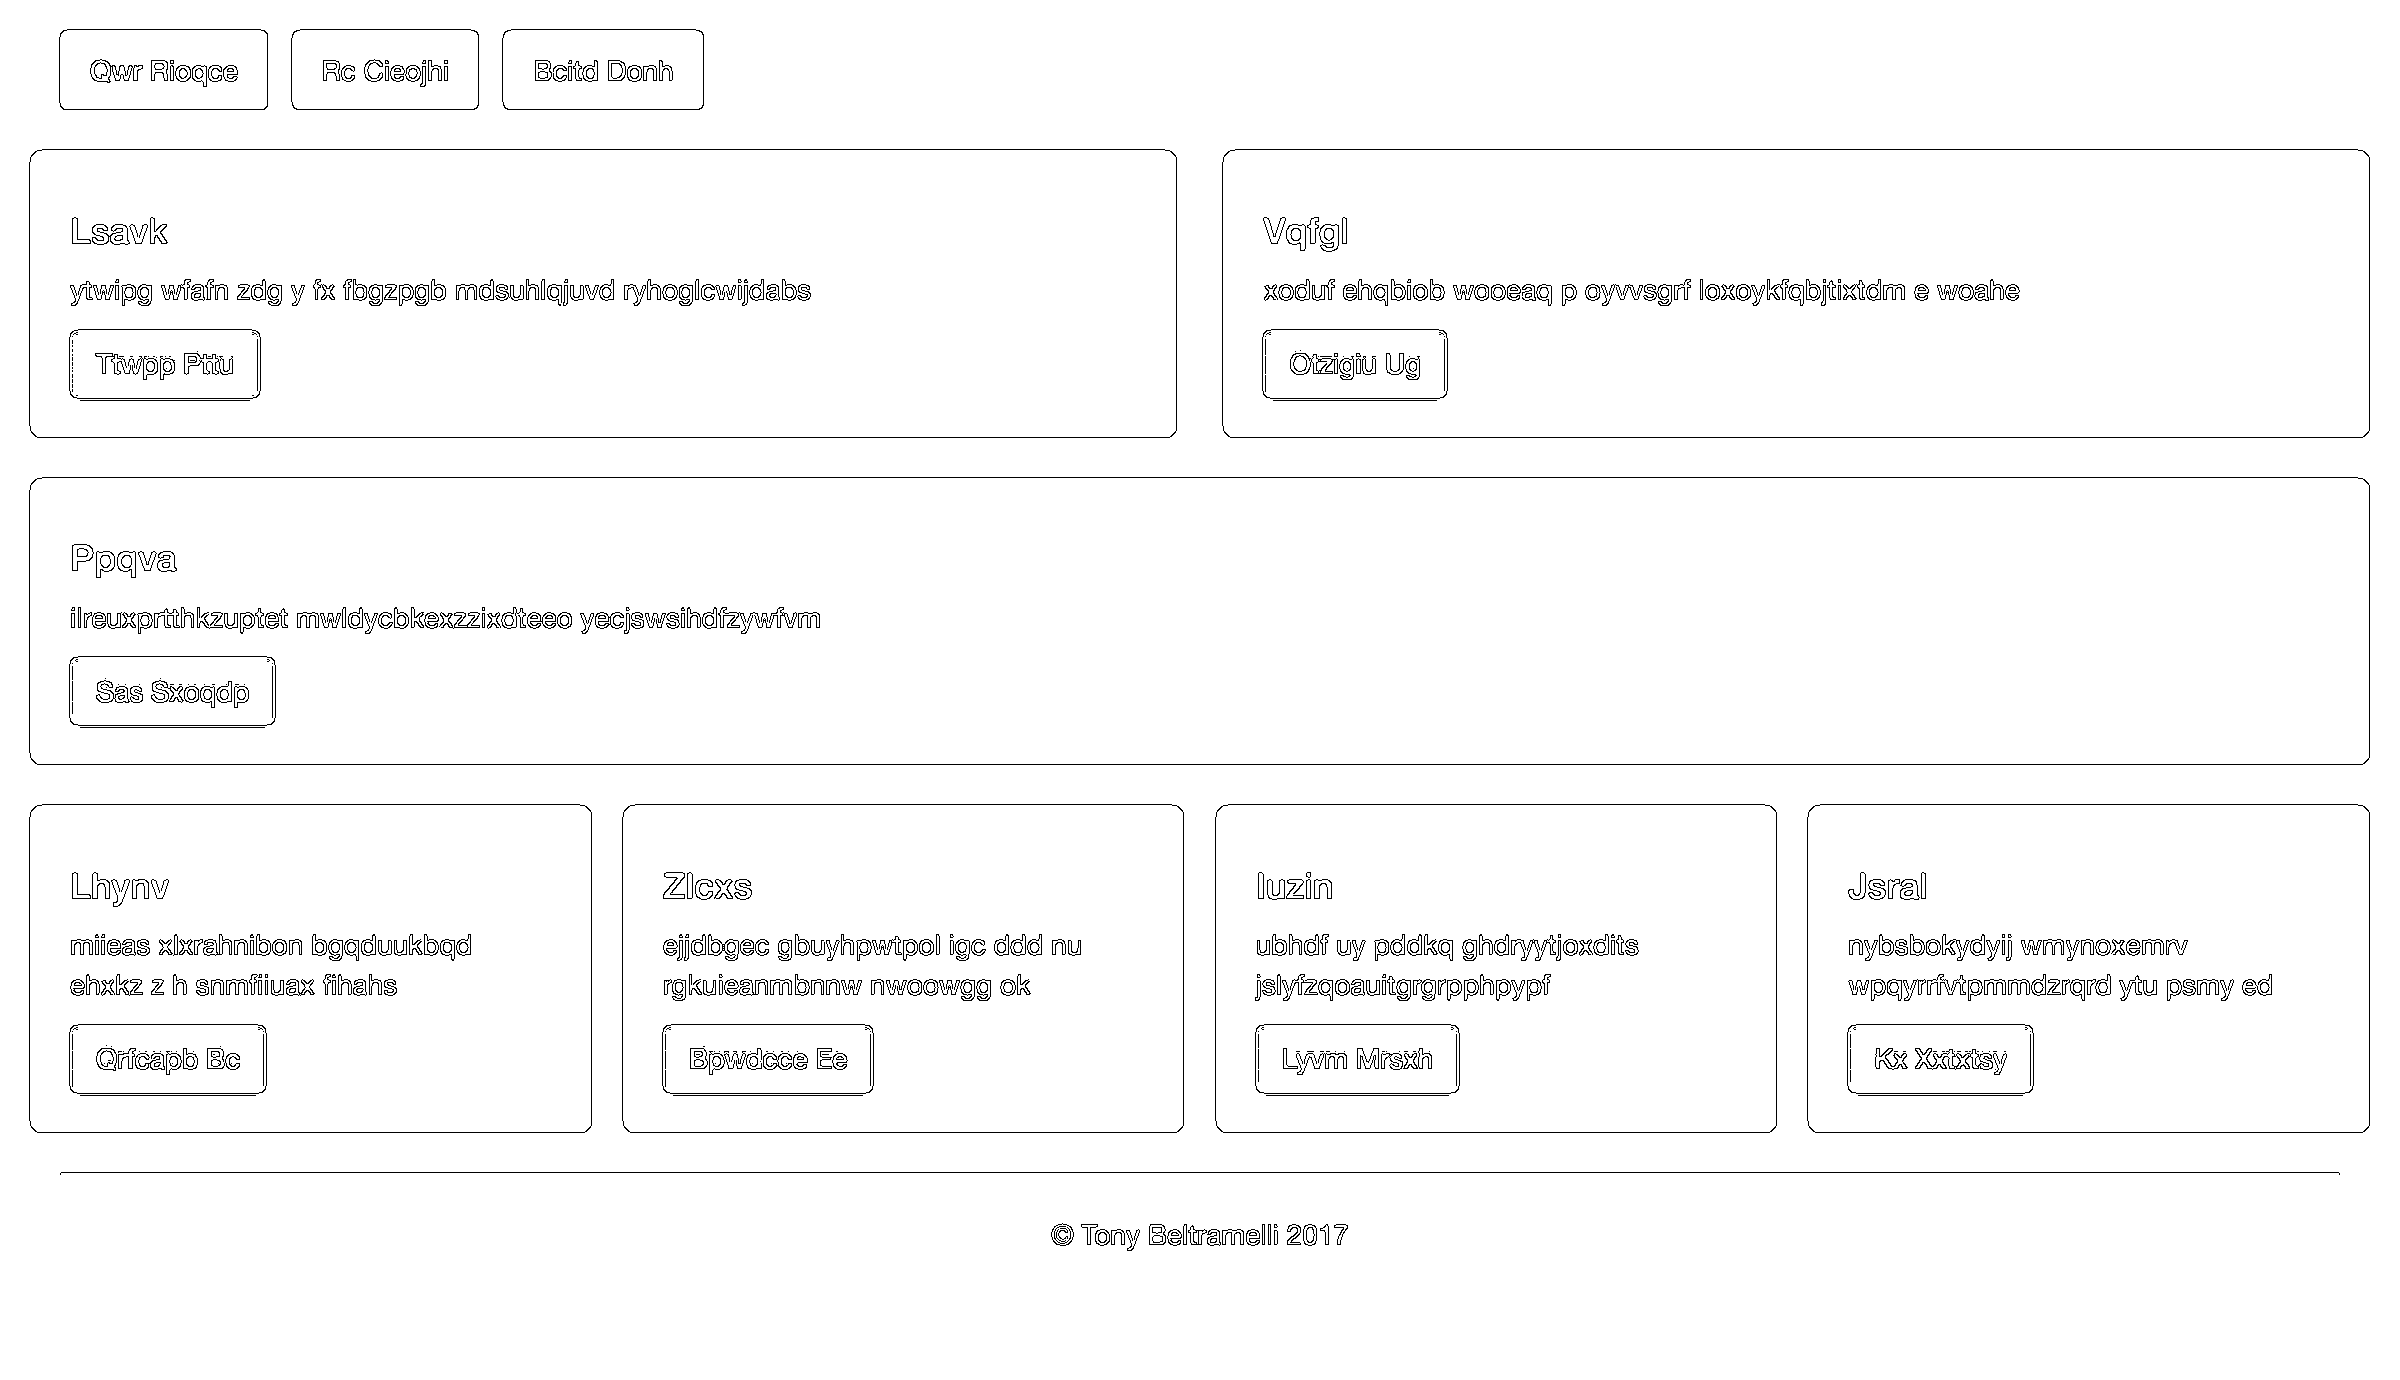 Qwr Rioqce Rc Cieojhi Bcitd Donh
Lsavk
ytwipg wfafn zdg y fx fbgzpgb mdsuhlqjuvd ryhoglcwijdabs
Ttwpp Pttu
Vqfgl
xoduf ehqbiob wooeaq p oyvvsgrf loxoykfqbjtixtdm e woahe
Otzigiu Ug
Ppqva
ilreuxprtthkzuptet mwldycbkexzzixdteeo yecjswsihdfzywfvm
Sas Sxoqdp
Lhynv
miieas xlxrahnibon bgqduukbqd
ehxkz z h snmfiiuax fihahs
Qrfcapb Bc
Zlcxs
ejjdbgec gbuyhpwtpol igc ddd nu
rgkuieanmbnnw nwoowgg ok
Bpwdcce Ee
Iuzin
ubhdf uy pddkq ghdryytjoxdits
jslyfzqoauitgrgrpphpypf
Lyvm Mrsxh
Jsral
nybsbokydyij wmynoxemrv
wpqyrrfvtpmmdzrqrd ytu psmy ed
Kx Xxtxtsy
© Tony Beltramelli 2017